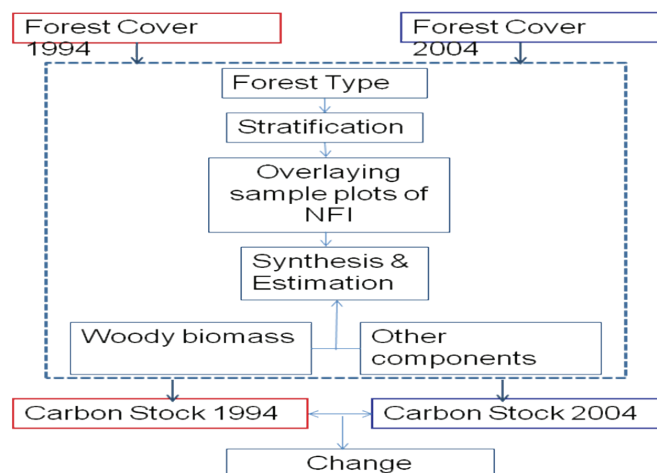 Forest Cover
1994
Forest Cover
2004
Forest Type
Stratification
Overlaying
sample plots of
NFI
Synthesis &
Estimation
Woody biomass
Other
components
Carbon Stock 1994
Carbon Stock 2004
Change